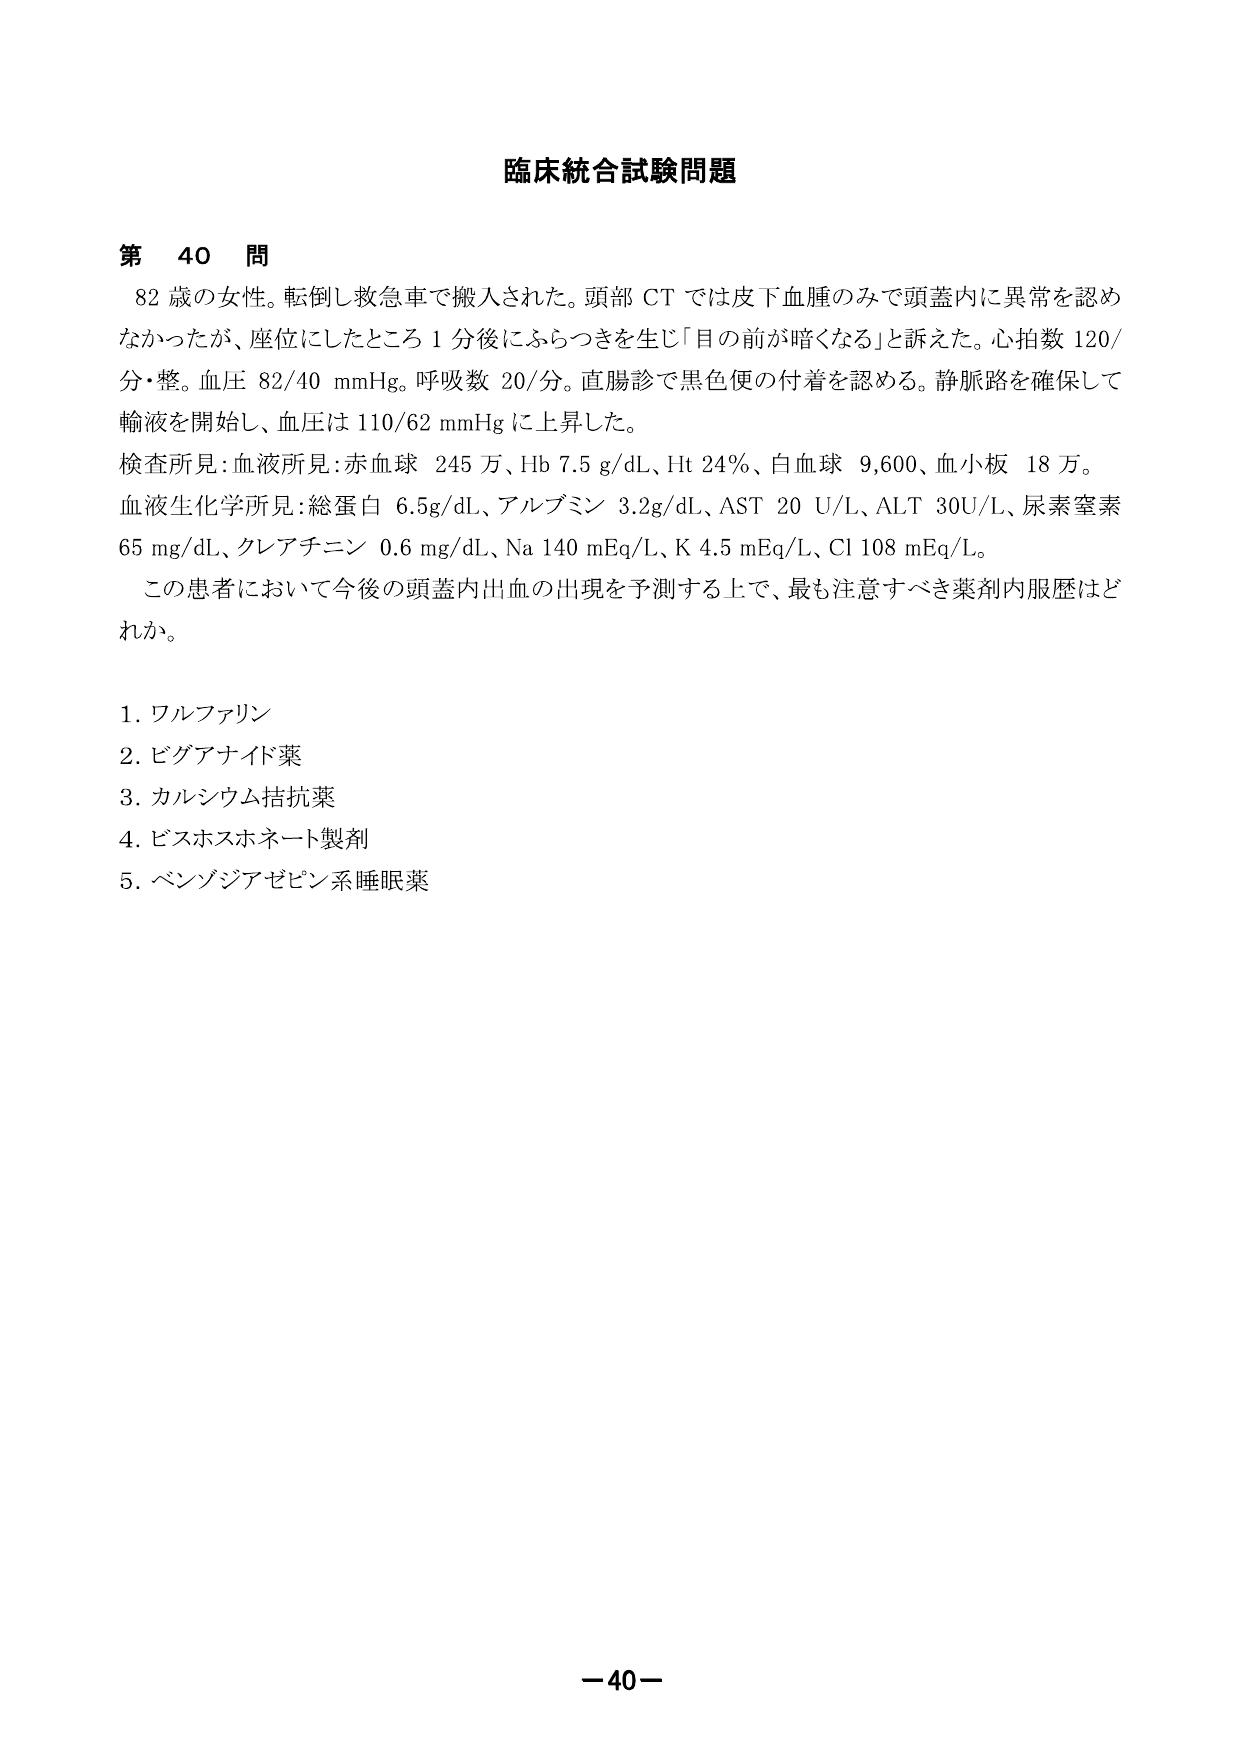 臨床統合試験問題
第 40 問
82 歳の女性。転倒し救急車で搬入された。頭部 CT では皮下血腫のみで頭蓋内に異常を認め
なかったが、座位にしたところ 1 分後にふらつきを生じ「目の前が暗くなる」と訴えた。心拍数 120/
分・整。血圧 82/40 mmHg。呼吸数 20/分。直腸診で黒色便の付着を認める。静脈路を確保して
輸液を開始し、血圧は 110/62 mmHg に上昇した。
検査所見：血液所見：赤血球 245 万、Hb 7.5 g/dL、Ht 24%、白血球 9,600、血小板 18 万。
血液生化学所見：総蛋白 6.5g/dL、アルブミン 3.2g/dL、AST 20 U/L、ALT 30U/L、尿素窒素
65 mg/dL、クレアチニン 0.6 mg/dL、Na 140 mEq/L、K 4.5 mEq/L、Cl 108 mEq/L。
この患者において今後の頭蓋内出血の出現を予測する上で、最も注意すべき薬剤内服歴はど
れか。
1. ワルファリン
2. ビグアナイド薬
3. カルシウム拮抗薬
4. ビスホスホネート製剤
5. ベンゾジアゼピン系睡眠薬
－40－